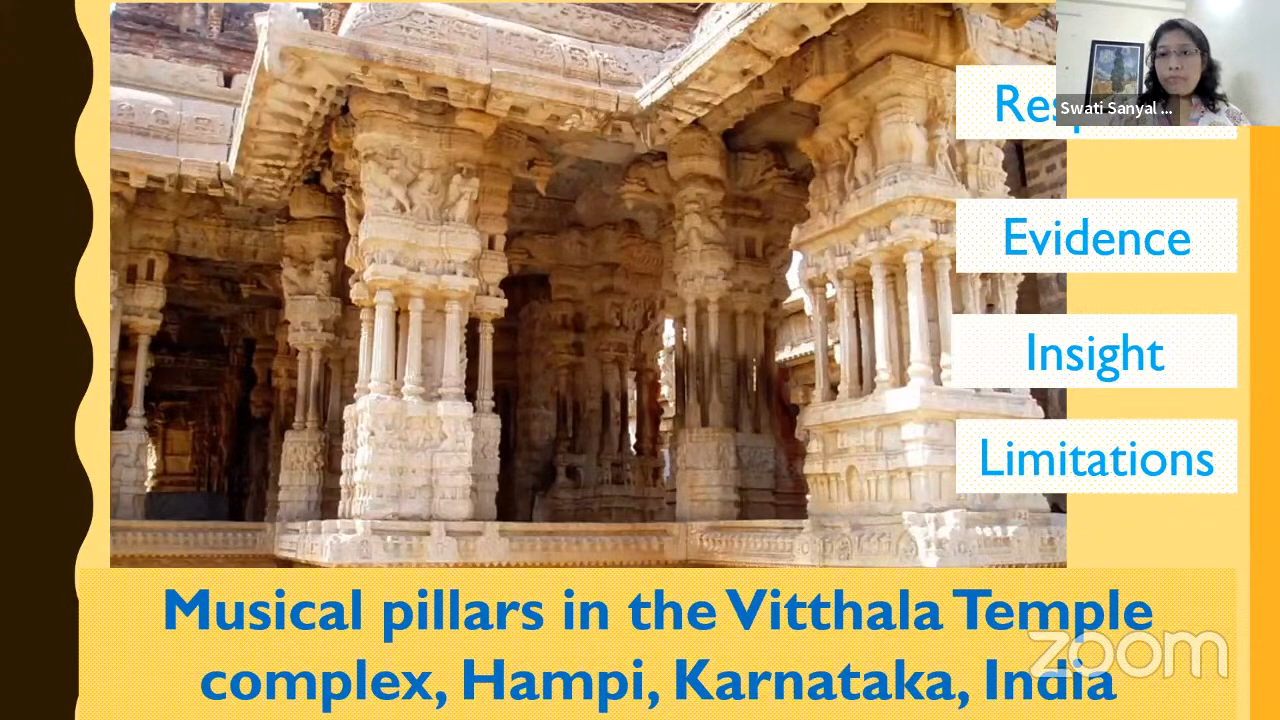 Swati Sanyal ...
Evidence
Insight
Limitations
Musical pillars in the Vitthala Temple
complex, Hampi, Karnataka, India
zoom